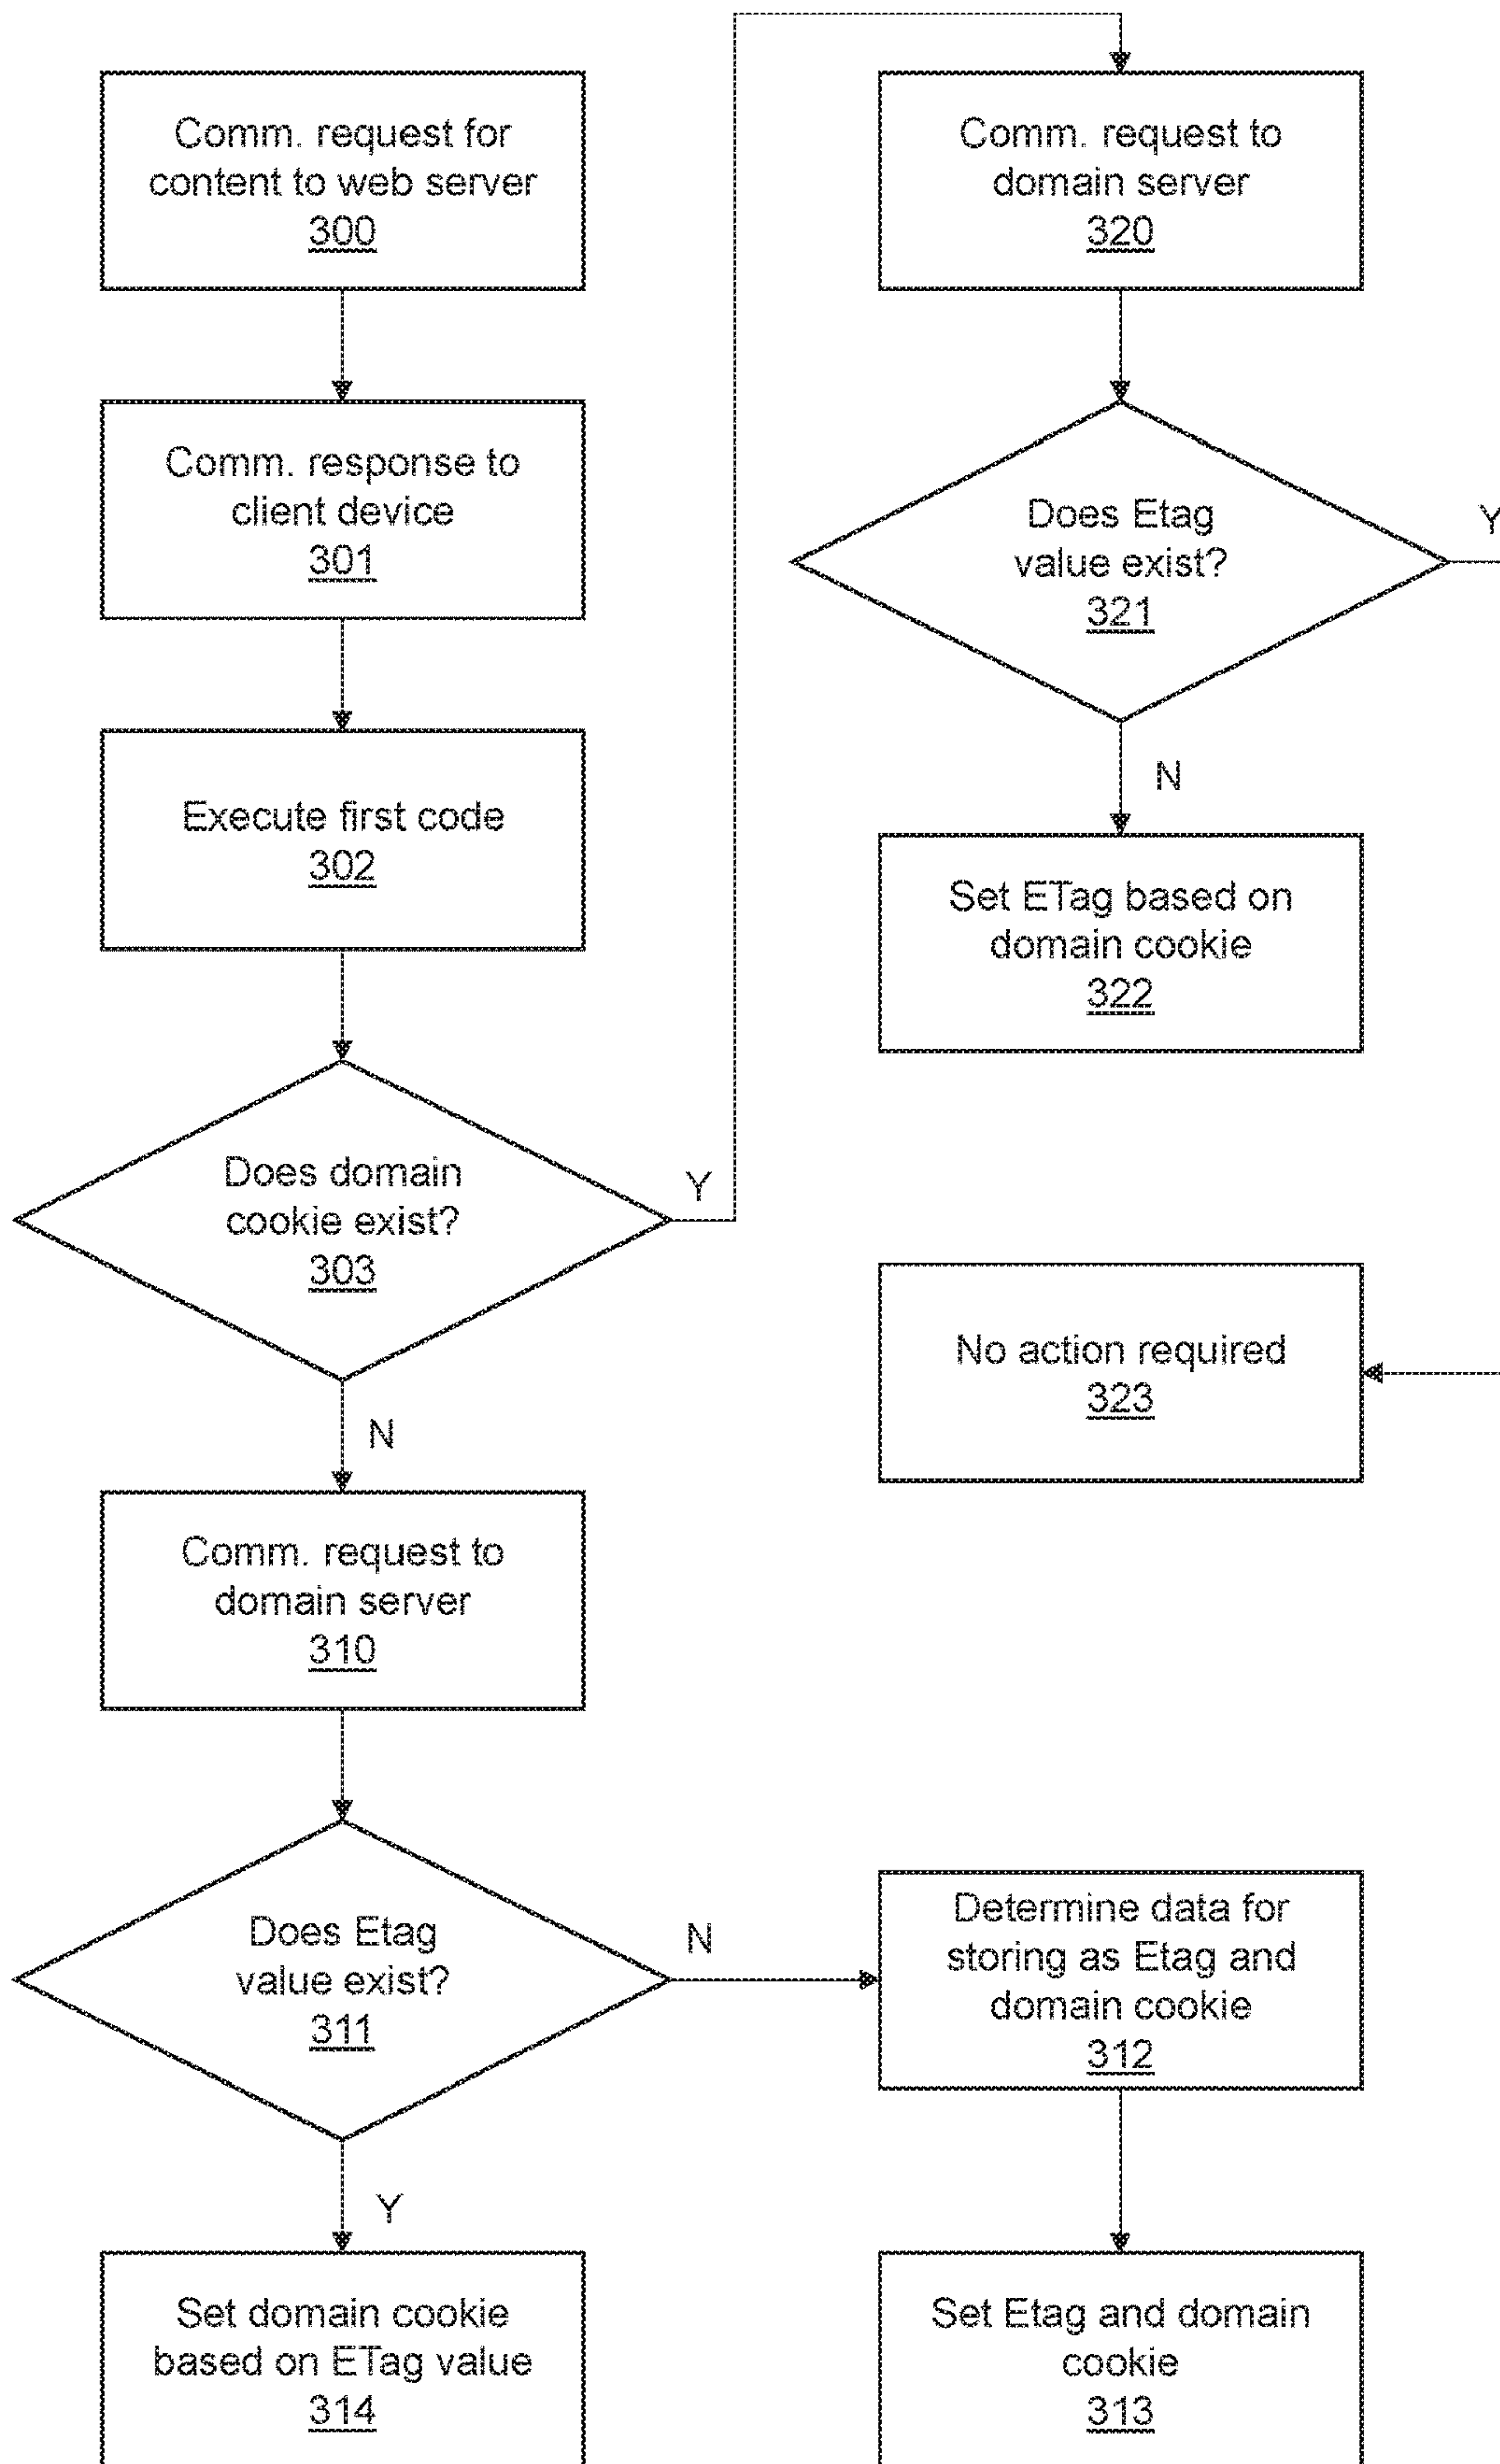 Comm. request for
content to web server
300
Comm. response to
client device
301
Execute first code
302
Does domain
cookie exist?
303
Y
N
Comm. request to
domain server
310
Does Etag
value exist?
311
N
Y
Set domain cookie
based on ETag value
314
Comm. request to
domain server
320
Does Etag
value exist?
321
Y
N
Set ETag based on
domain cookie
322
No action required
323
Determine data for
storing as Etag and
domain cookie
312
Set Etag and domain
cookie
313